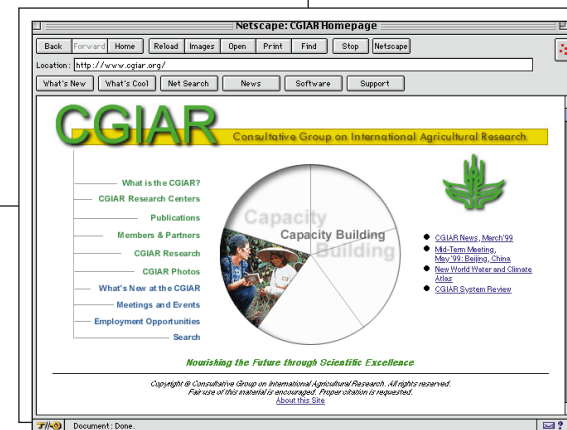 Netscape: CGIAR Homepage
Back Forward Home Reload Images Open Print Find Stop Netscape
Location: http://www.cgiar.org/
What's New What's Cool Net Search News Software Support
CGIAR
Consultative Group on International Agricultural Research
What is the CGIAR?
CGIAR Research Centers
Publications
Members & Partners
CGIAR Research
CGIAR Photos
What's New at the CGIAR
Meetings and Events
Employment Opportunities
Search
Capacity
Capacity Building
Building
CGIAR News, March'99
Mid-Term Meeting,
May '99: Beijing, China
New World Water and Climate
Atlas
CGIAR System Review
Nourishing the Future through Scientific Excellence
Copyright © Consultative Group on International Agricultural Research. All rights reserved.
Fair use of this material is encouraged. Proper citation is requested.
About this Site
Document: Done.